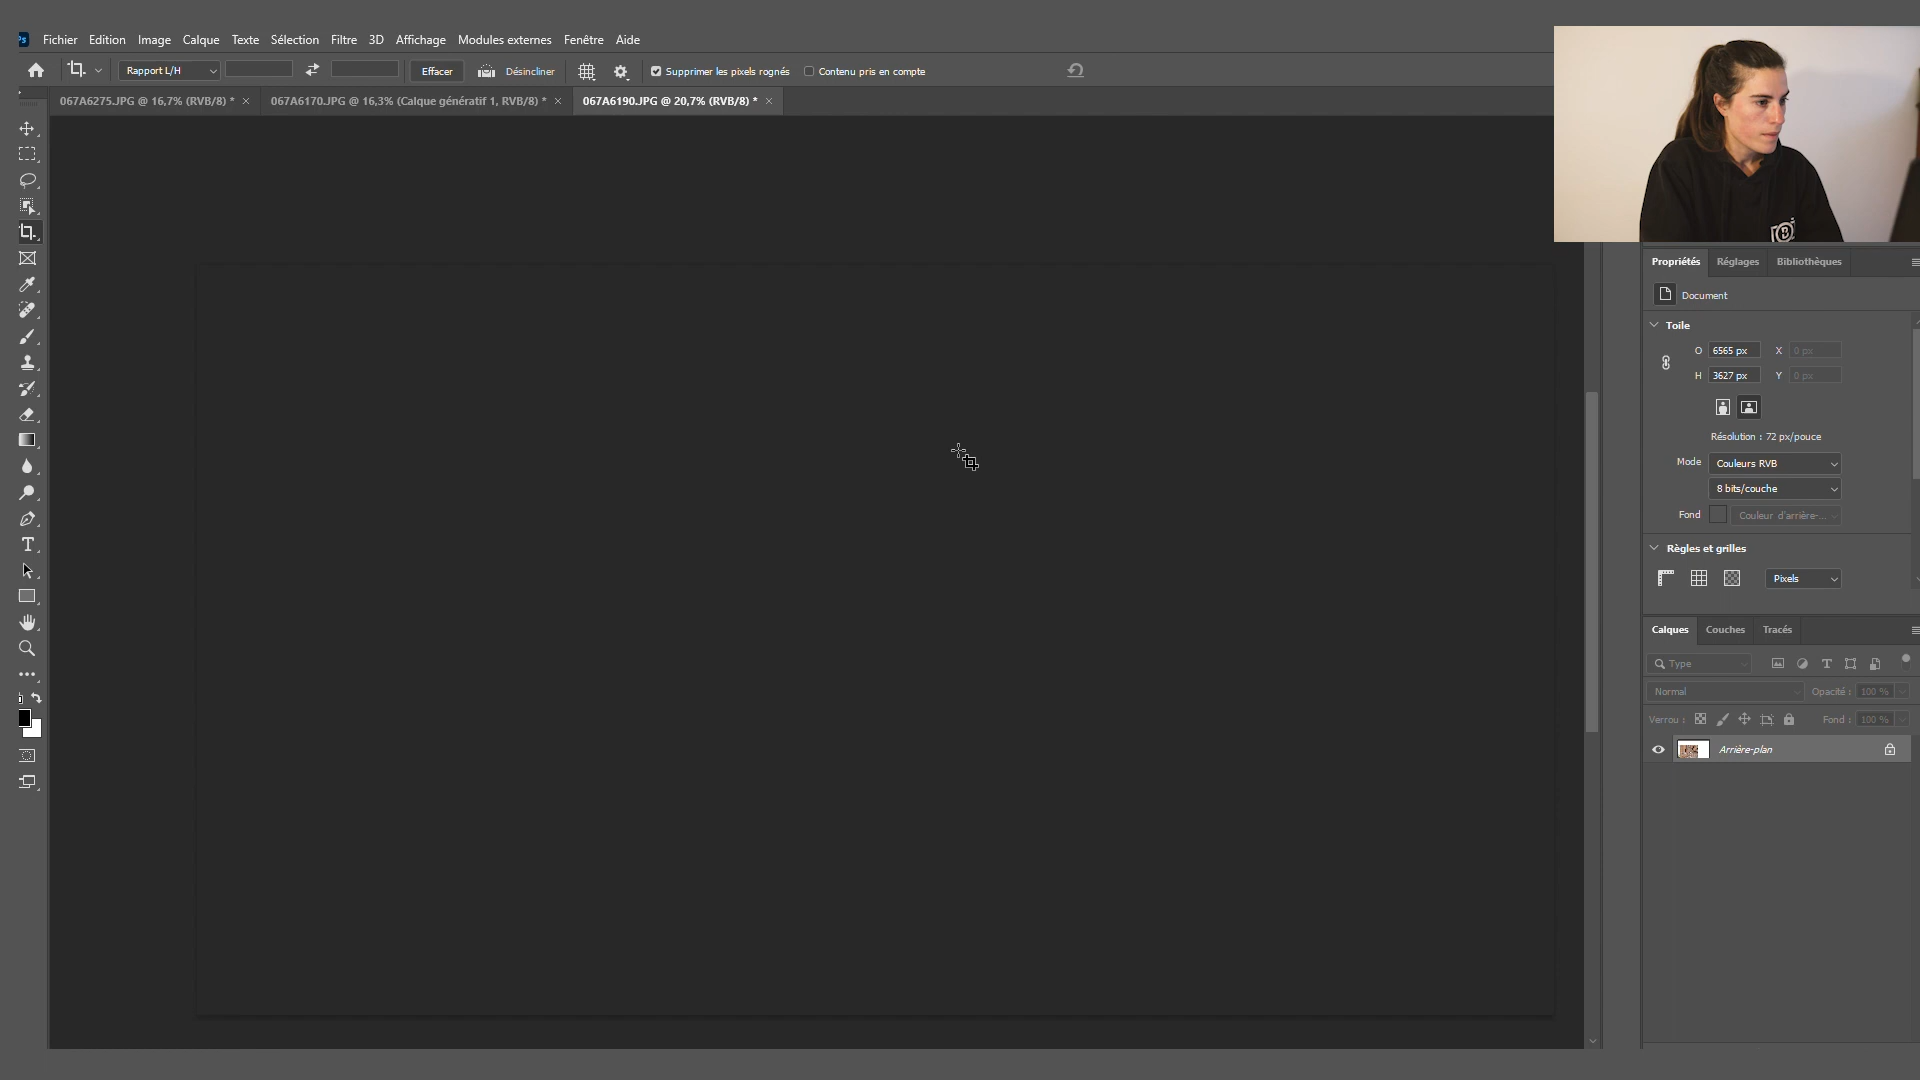 Ps Fichier Edition Image Calque Texte Sélection Filtre 3D Affichage Modules externes Fenêtre Aide
Rapport L/H Effacer Désincliner Supprimer les pixels rognés Contenu pris en compte
067A6275.JPG @ 16,7% (RVB/8) * × 067A6170.JPG @ 16,3% (Calque génératif 1, RVB/8) * × 067A6190.JPG @ 20,7% (RVB/8) * ×
B
Propriétés Réglages Bibliothèques
Document
Toile
O 6565 px X 0 px
H 3627 px Y 0 px
Résolution : 72 px/pouce
Mode Couleurs RVB
8 bits/couche
Fond Couleur d'arrière-...
Règles et grilles
Pixels
Calques Couches Tracés
Type
Normal Opacité : 100 %
Verrou : Fond : 100 %
Arrière-plan